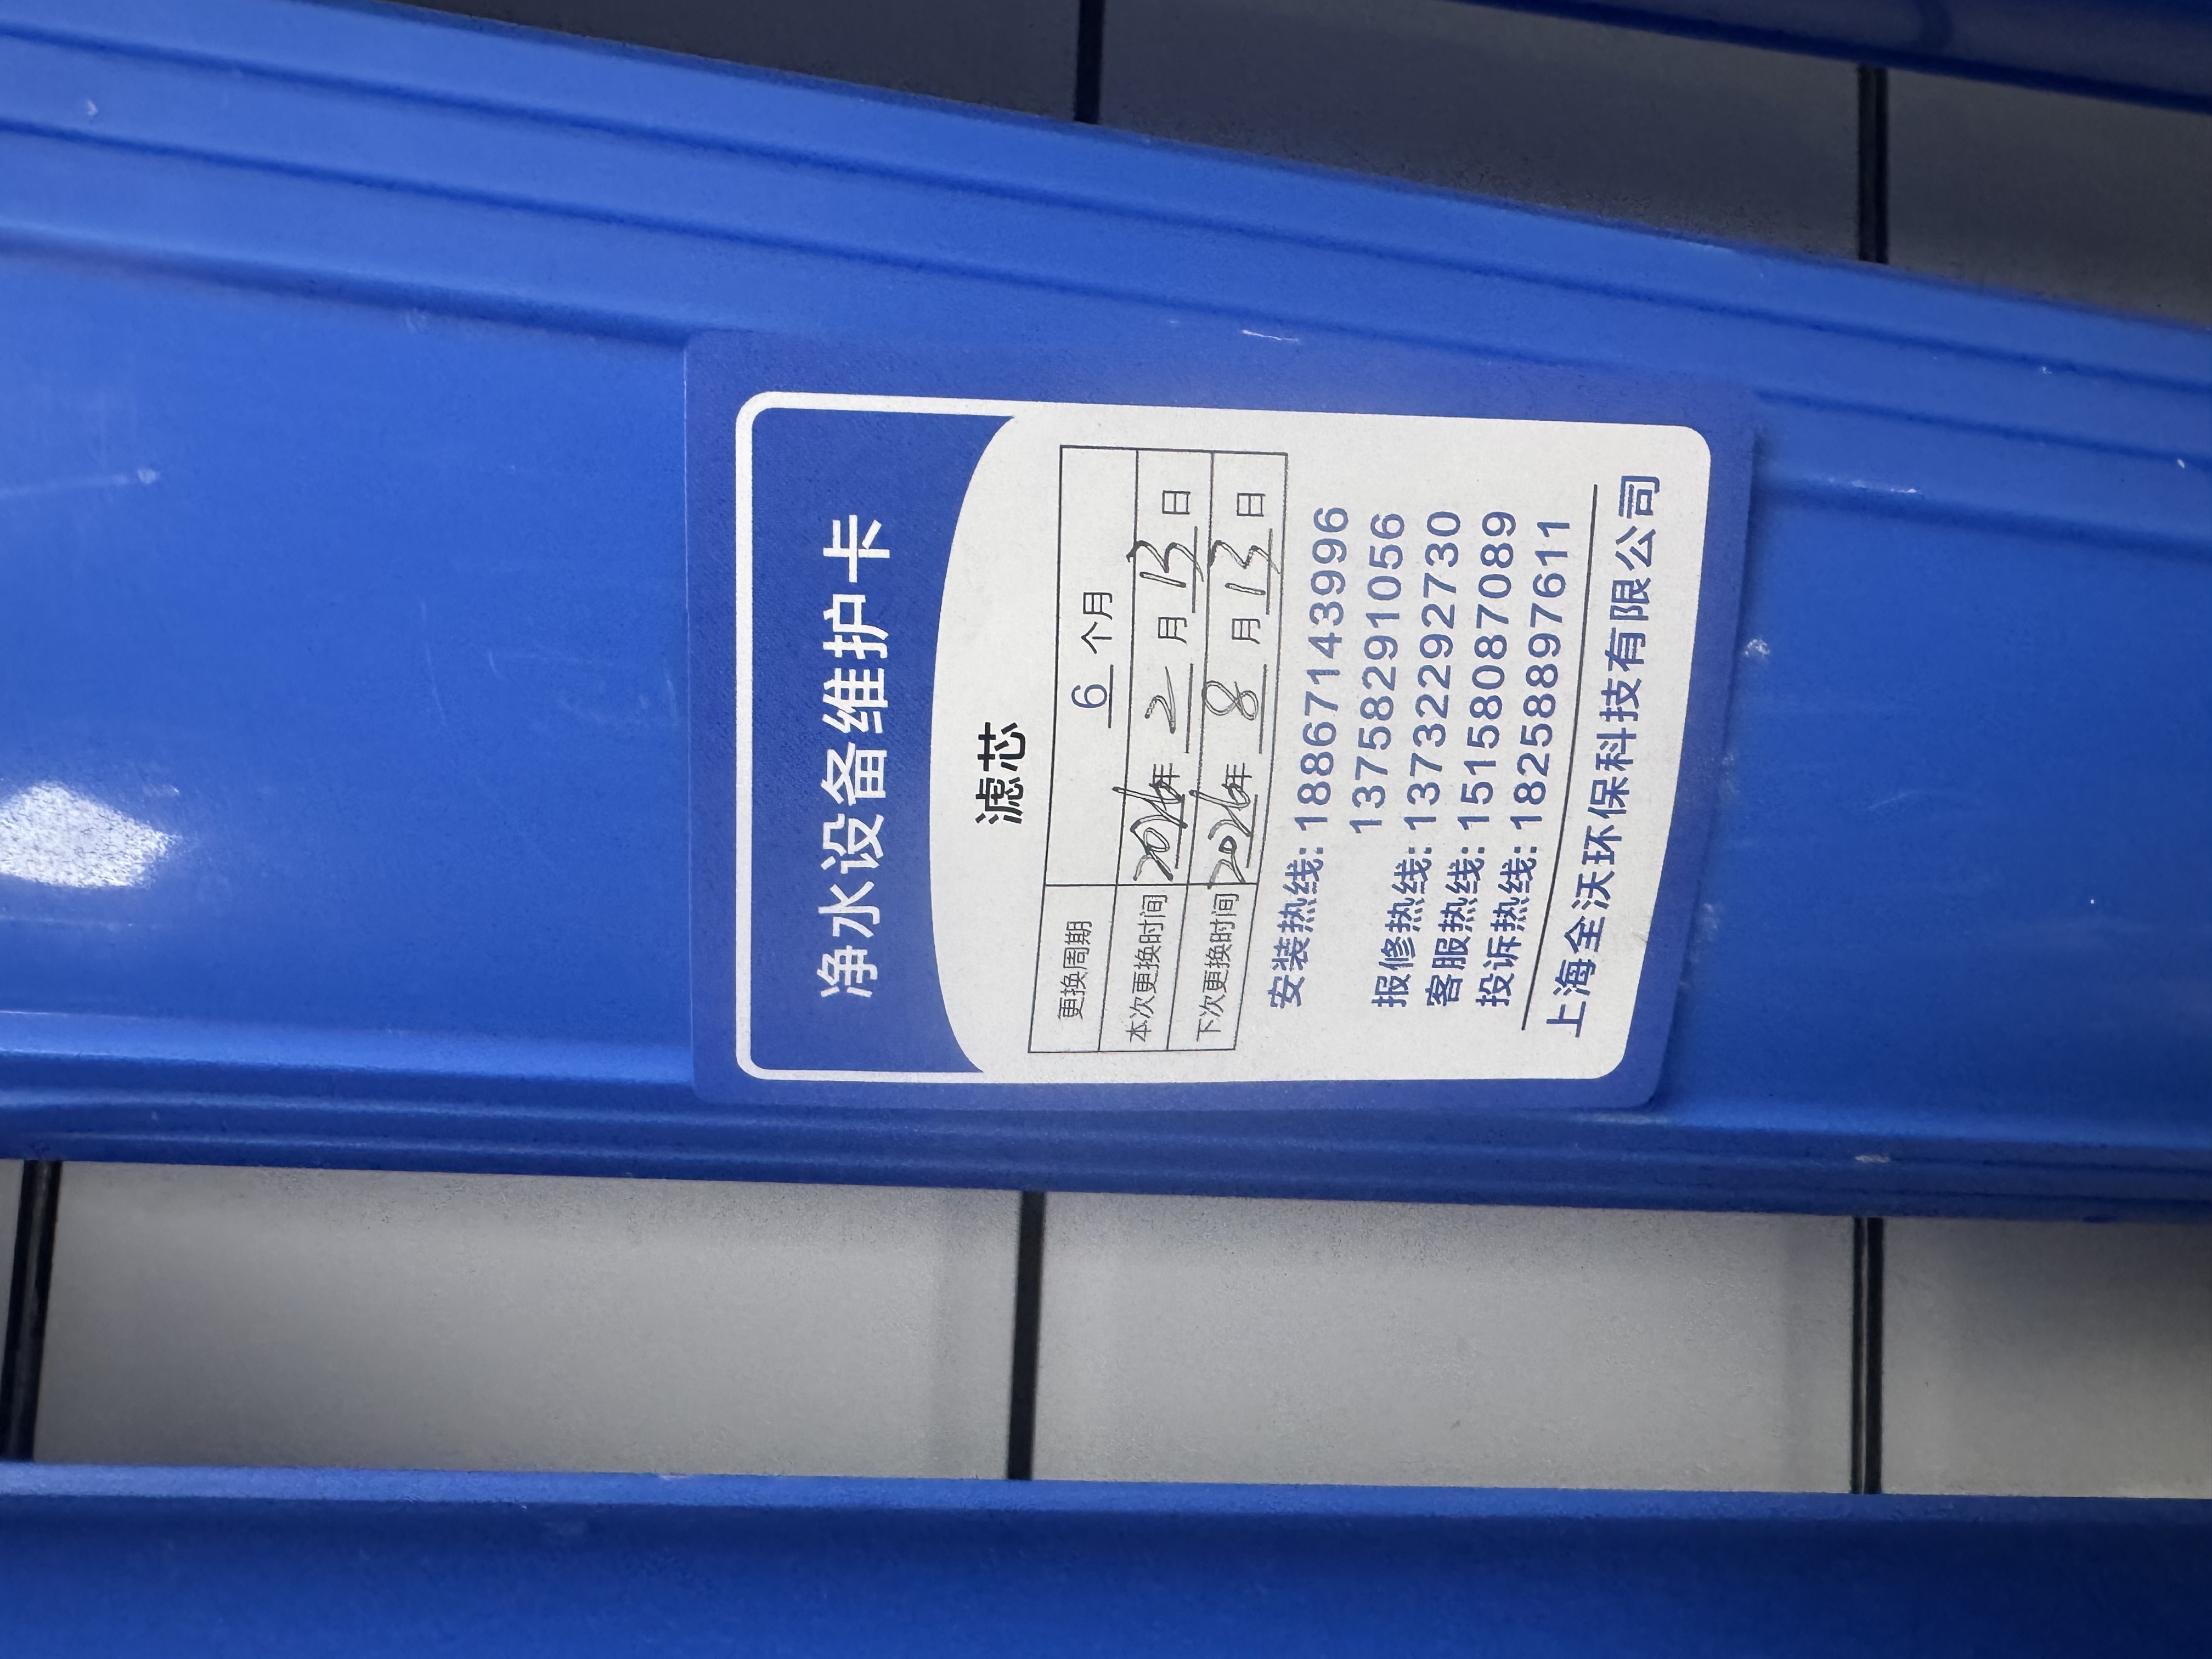 净水设备维护卡
滤芯
更换周期 6 个月
本次更换时间 2026年 2 月 13 日
下次更换时间 2026年 8 月 13 日
安装热线: 18867143996
13758291056
报修热线: 13732292730
客服热线: 15158087089
投诉热线: 18258897611
上海全沃环保科技有限公司